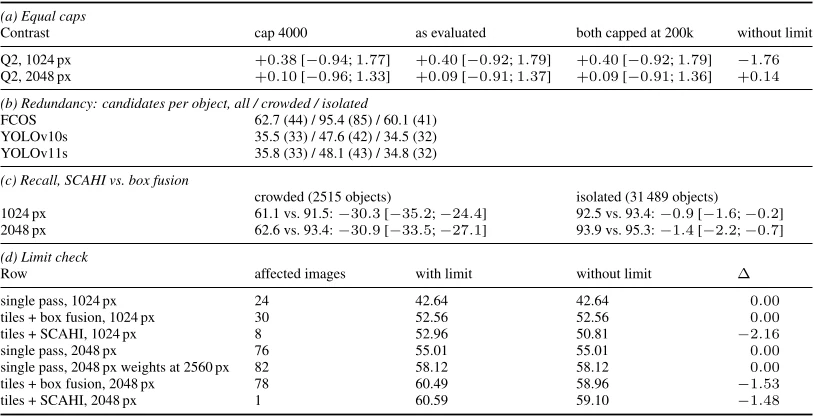 (a) Equal caps
Contrast cap 4000 as evaluated both capped at 200k without limit
Q2, 1024 px +0.38 [−0.94; 1.77] +0.40 [−0.92; 1.79] +0.40 [−0.92; 1.79] −1.76
Q2, 2048 px +0.10 [−0.96; 1.33] +0.09 [−0.91; 1.37] +0.09 [−0.91; 1.36] +0.14
(b) Redundancy: candidates per object, all / crowded / isolated
FCOS 62.7 (44) / 95.4 (85) / 60.1 (41)
YOLOv10s 35.5 (33) / 47.6 (42) / 34.5 (32)
YOLOv11s 35.8 (33) / 48.1 (43) / 34.8 (32)
(c) Recall, SCAHI vs. box fusion
crowded (2515 objects) isolated (31 489 objects)
1024 px 61.1 vs. 91.5: −30.3 [−35.2; −24.4] 92.5 vs. 93.4: −0.9 [−1.6; −0.2]
2048 px 62.6 vs. 93.4: −30.9 [−33.5; −27.1] 93.9 vs. 95.3: −1.4 [−2.2; −0.7]
(d) Limit check
Row affected images with limit without limit Δ
single pass, 1024 px 24 42.64 42.64 0.00
tiles + box fusion, 1024 px 30 52.56 52.56 0.00
tiles + SCAHI, 1024 px 8 52.96 50.81 −2.16
single pass, 2048 px 76 55.01 55.01 0.00
single pass, 2048 px weights at 2560 px 82 58.12 58.12 0.00
tiles + box fusion, 2048 px 78 60.49 58.96 −1.53
tiles + SCAHI, 2048 px 1 60.59 59.10 −1.48